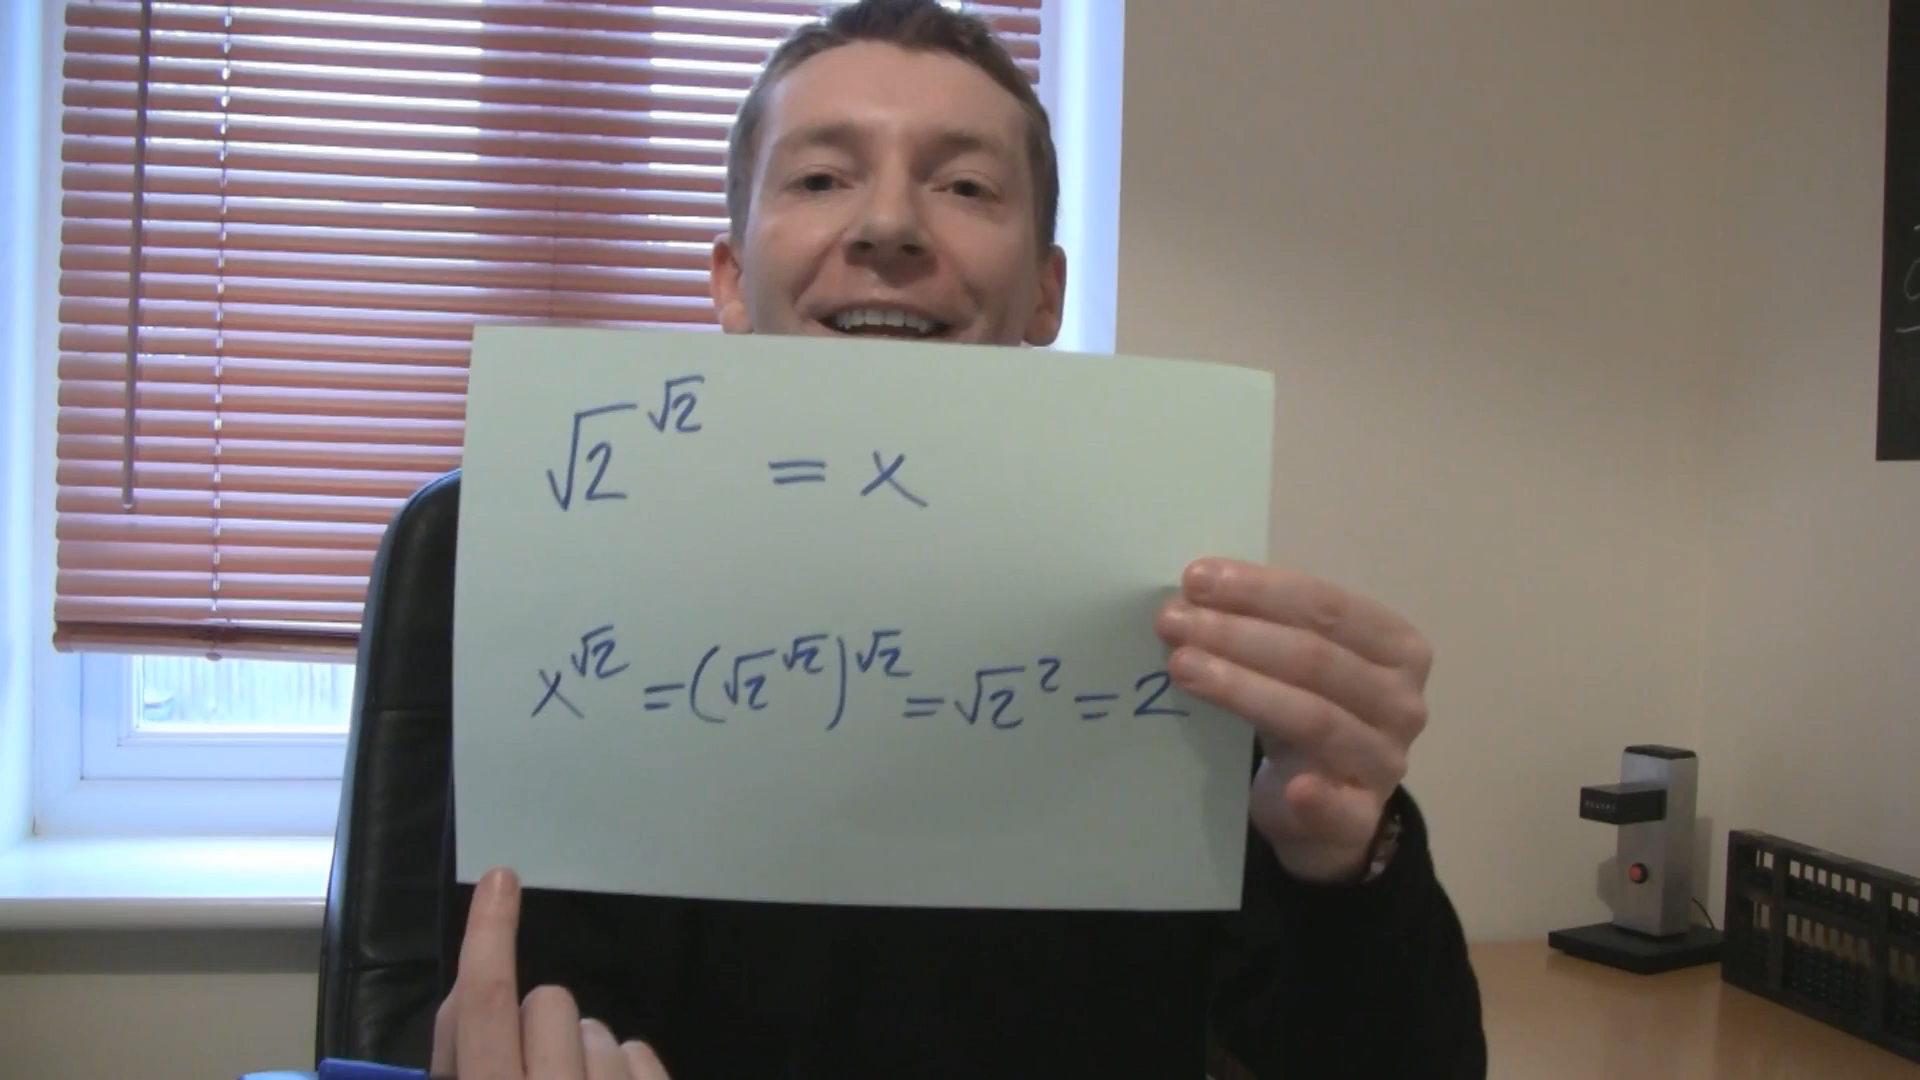 √2^√2 = x
x^√2 = (√2^√2)^√2 = √2^2 = 2